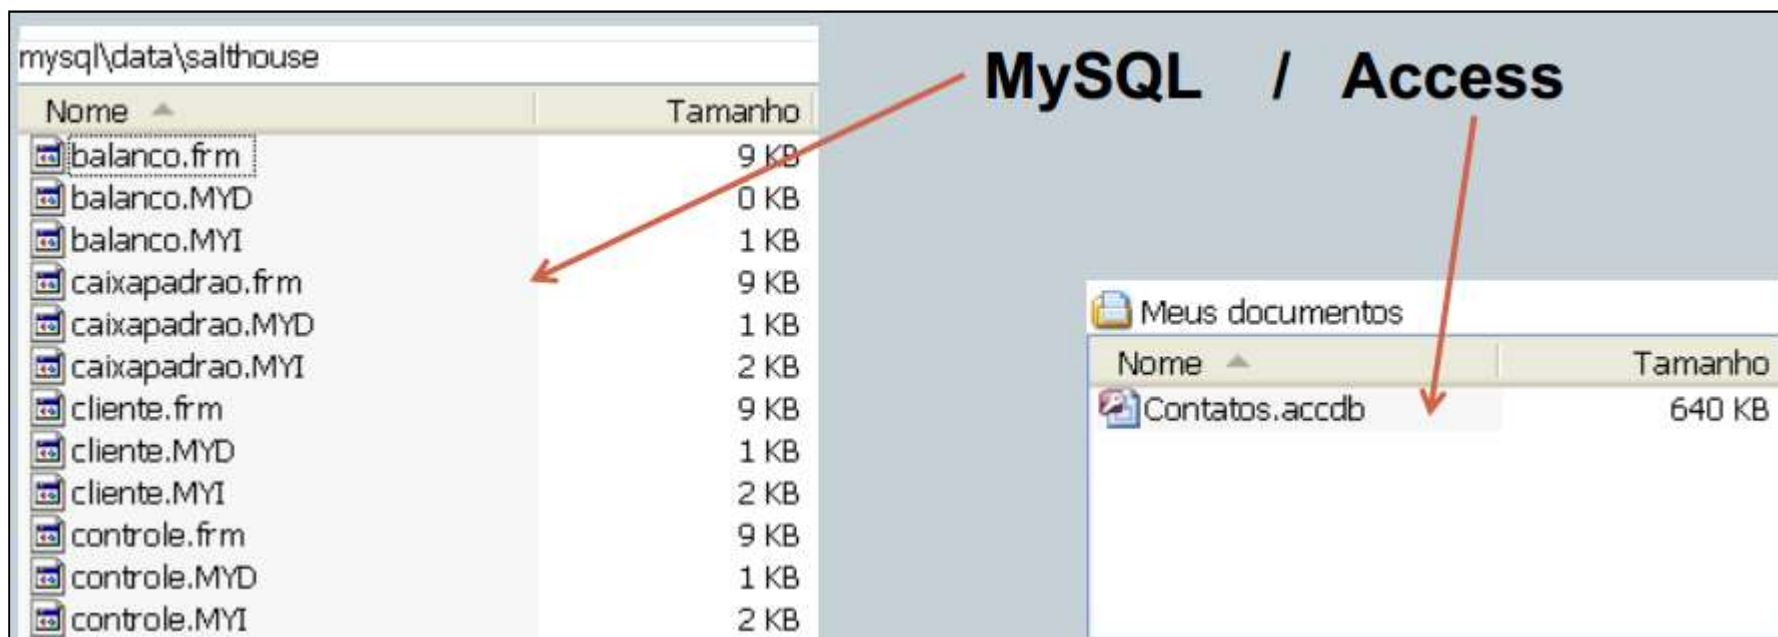 mysql\data\salthouse
Nome Tamanho
balanco.frm 9 KB
balanco.MYD 0 KB
balanco.MYI 1 KB
caixapadrao.frm 9 KB
caixapadrao.MYD 1 KB
caixapadrao.MYI 2 KB
cliente.frm 9 KB
cliente.MYD 1 KB
cliente.MYI 2 KB
controle.frm 9 KB
controle.MYD 1 KB
controle.MYI 2 KB
MySQL / Access
Meus documentos
Nome Tamanho
Contatos.accdb 640 KB